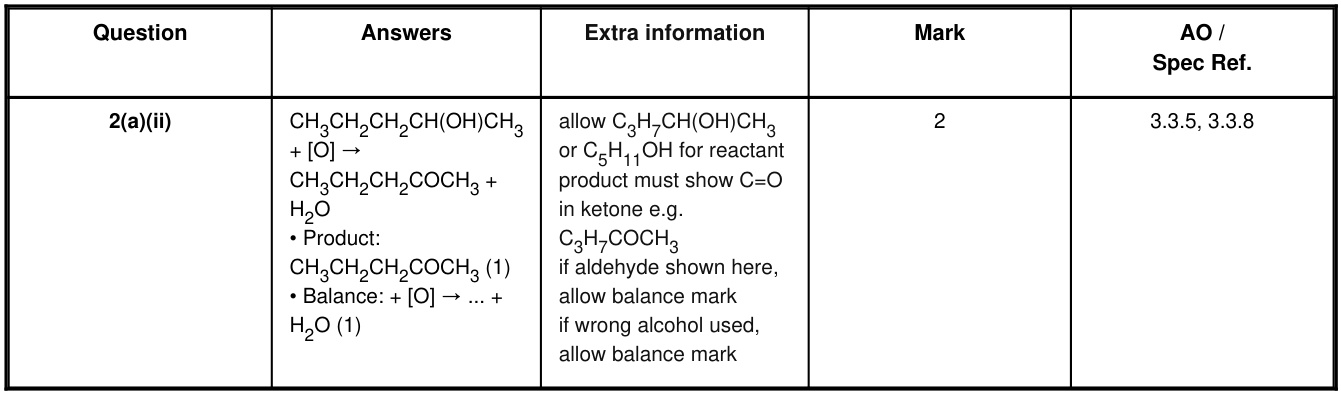 Question
Answers
Extra information
Mark
AO /
Spec Ref.
2(a)(ii)
CH₃CH₂CH₂CH(OH)CH₃
+ [O] →
CH₃CH₂CH₂COCH₃ +
H₂O
• Product:
CH₃CH₂CH₂COCH₃ (1)
• Balance: + [O] → ... +
H₂O (1)
allow C₃H₇CH(OH)CH₃
or C₅H₁₁OH for reactant
product must show C=O
in ketone e.g.
C₃H₇COCH₃
if aldehyde shown here,
allow balance mark
if wrong alcohol used,
allow balance mark
2
3.3.5, 3.3.8